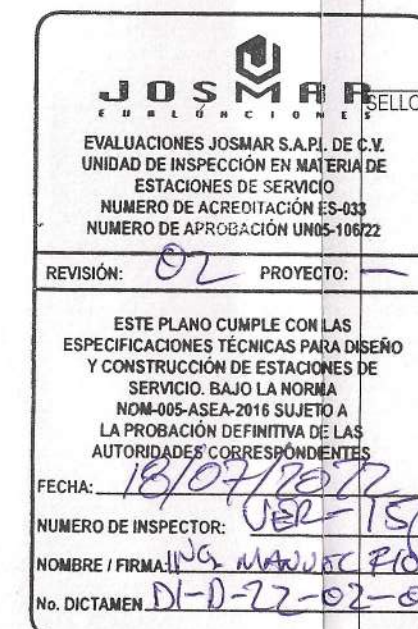 JOSMAR
EVALUACIONES
SELLO
EVALUACIONES JOSMAR S.A.P.I. DE C.V.
UNIDAD DE INSPECCIÓN EN MATERIA DE
ESTACIONES DE SERVICIO
NUMERO DE ACREDITACIÓN ES-033
NUMERO DE APROBACIÓN UN05-106/22
REVISIÓN: 02 PROYECTO: —
ESTE PLANO CUMPLE CON LAS
ESPECIFICACIONES TÉCNICAS PARA DISEÑO
Y CONSTRUCCIÓN DE ESTACIONES DE
SERVICIO. BAJO LA NORMA
NOM-005-ASEA-2016 SUJETO A
LA PROBACIÓN DEFINITIVA DE LAS
AUTORIDADES CORRESPONDIENTES
FECHA: 18/07/2022
NUMERO DE INSPECTOR: VER-15
NOMBRE / FIRMA: ING. MANUEL
No. DICTAMEN DI-D-22-02-